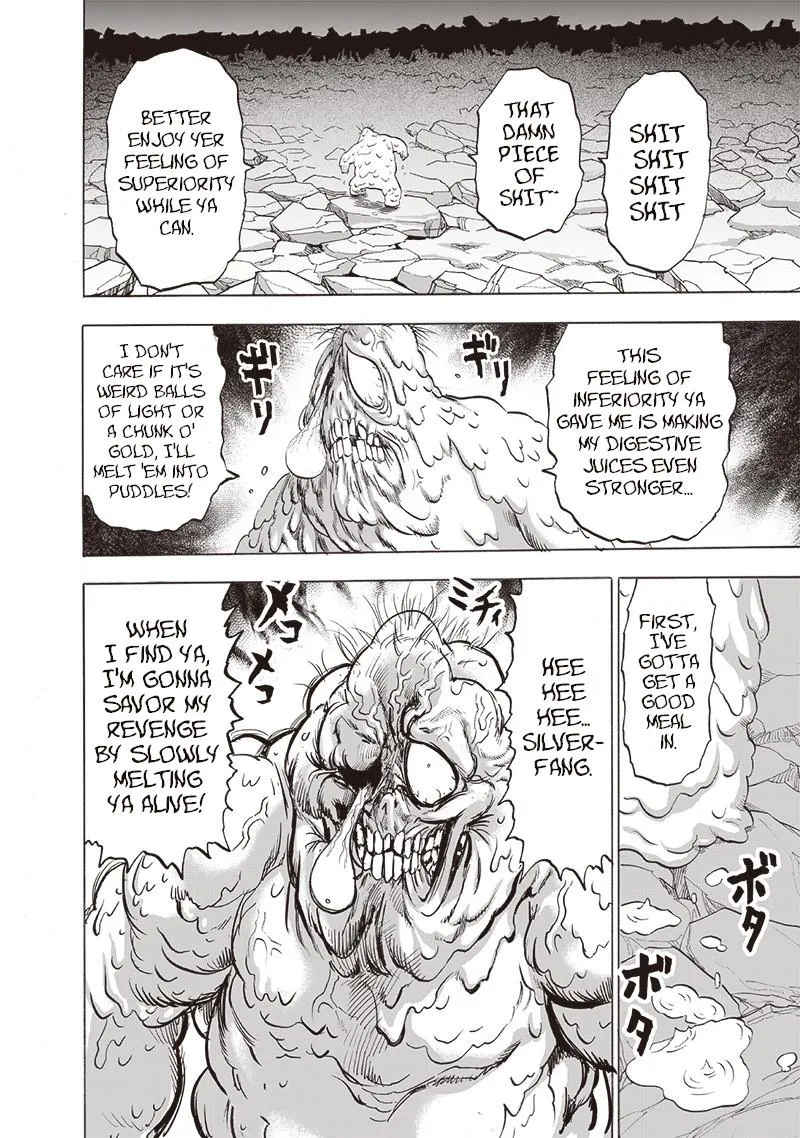 SHIT
SHIT
SHIT
SHIT
THAT
DAMN
PIECE
OF
SHIT~
BETTER
ENJOY YER
FEELING OF
SUPERIORITY
WHILE YA
CAN.
THIS
FEELING OF
INFERIORITY YA
GAVE ME IS MAKING
MY DIGESTIVE
JUICES EVEN
STRONGER...
ギリ
ギリ
I DON'T
CARE IF IT'S
WEIRD BALLS
OF LIGHT OR
A CHUNK O'
GOLD, I'LL
MELT 'EM INTO
PUDDLES!
FIRST,
I'VE
GOTTA
GET A
GOOD
MEAL
IN.
ボタ
ボタ
ミチィ
HEE
HEE
HEE...
SILVER-
FANG.
メコ
メコ
WHEN
I FIND YA,
I'M GONNA
SAVOR MY
REVENGE
BY SLOWLY
MELTING
YA ALIVE!